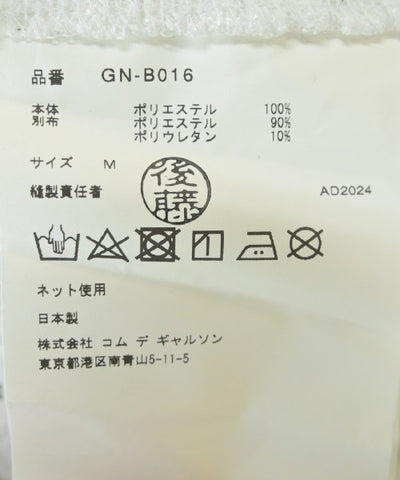 品番 GN-B016
本体 ポリエステル 100%
別布 ポリエステル 90%
ポリウレタン 10%
サイズ M
縫製責任者 後藤 AD2024
ネット使用
日本製
株式会社 コム デ ギャルソン
東京都港区南青山5-11-5